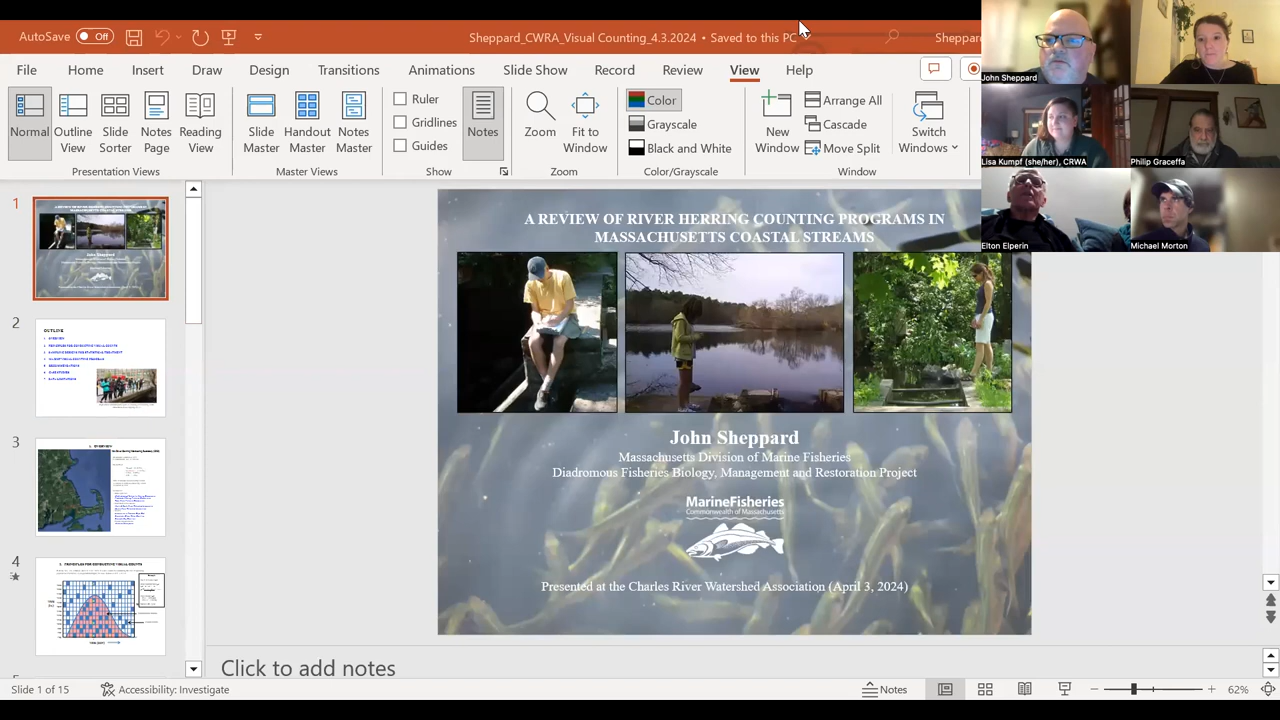 AutoSave
Off
Sheppard_CWRA_Visual Counting_4.3.2024 • Saved to this PC
Sheppard
File Home Insert Draw Design Transitions Animations Slide Show Record Review View Help
Normal
Outline View
Slide Sorter
Notes Page
Reading View
Presentation Views
Slide Master
Handout Master
Notes Master
Master Views
Ruler
Gridlines
Guides
Show
Notes
Zoom
Fit to Window
Zoom
Color
Grayscale
Black and White
Color/Grayscale
New Window
Arrange All
Cascade
Move Split
Window
Switch Windows
John Sheppard
Lisa Kumpf (she/her), CRWA
Philip Graceffa
Elton Elperin
Michael Morton
1
2
OUTLINE
3
4
A REVIEW OF RIVER HERRING COUNTING PROGRAMS IN
MASSACHUSETTS COASTAL STREAMS
John Sheppard
Massachusetts Division of Marine Fisheries
Diadromous Fisheries Biology, Management and Restoration Project
MarineFisheries
Commonwealth of Massachusetts
Presented at the Charles River Watershed Association (April 3, 2024)
Click to add notes
Slide 1 of 15
Accessibility: Investigate
Notes
62%